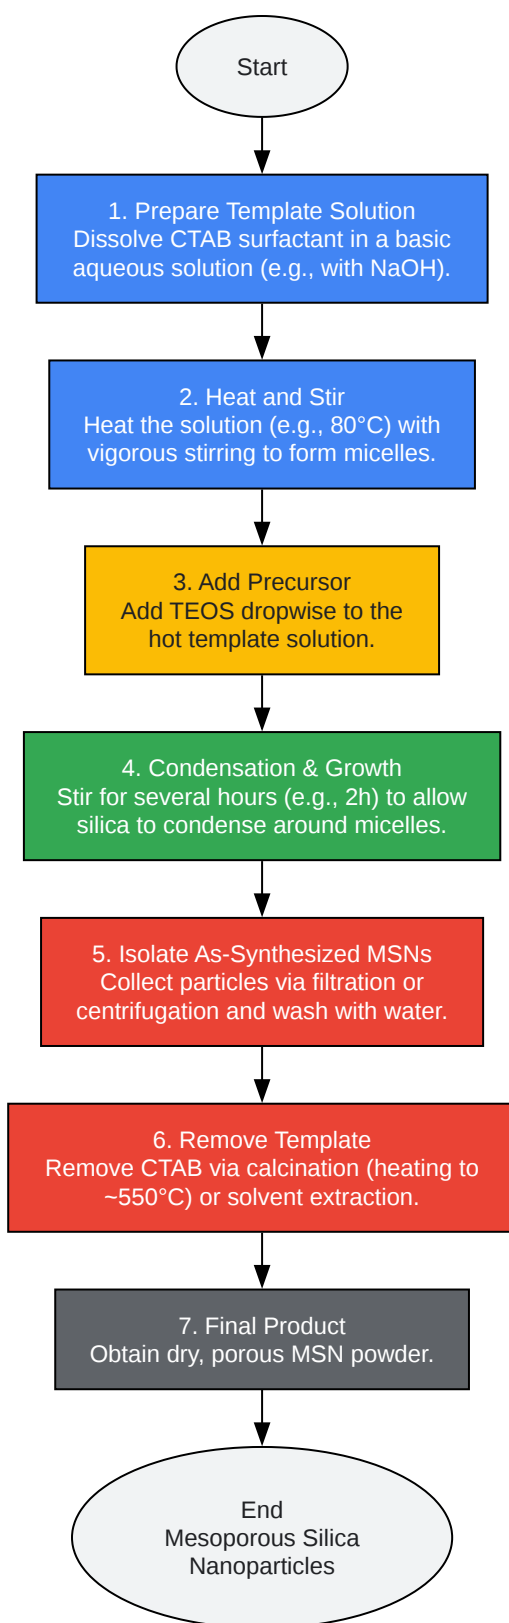 Start
1. Prepare Template Solution
Dissolve CTAB surfactant in a basic
aqueous solution (e.g., with NaOH).
2. Heat and Stir
Heat the solution (e.g., 80°C) with
vigorous stirring to form micelles.
3. Add Precursor
Add TEOS dropwise to the
hot template solution.
4. Condensation & Growth
Stir for several hours (e.g., 2h) to allow
silica to condense around micelles.
5. Isolate As-Synthesized MSNs
Collect particles via filtration or
centrifugation and wash with water.
6. Remove Template
Remove CTAB via calcination (heating to
~550°C) or solvent extraction.
7. Final Product
Obtain dry, porous MSN powder.
End
Mesoporous Silica
Nanoparticles